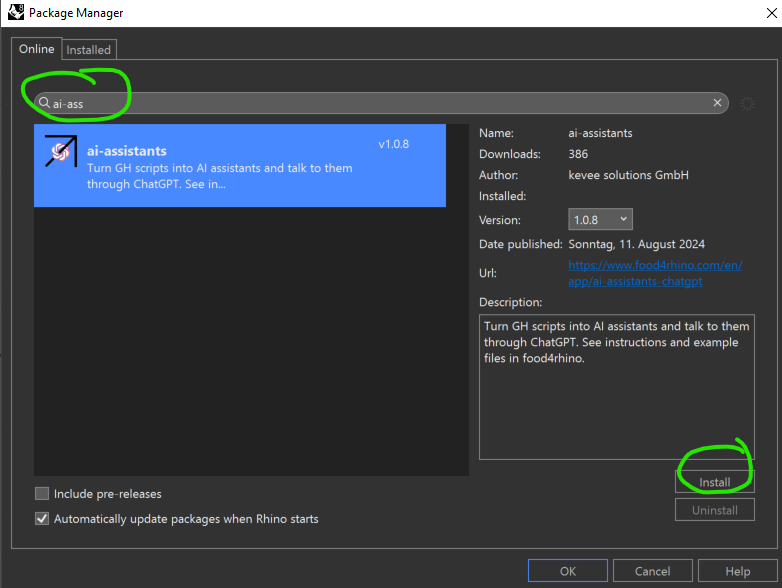 Package Manager
Online
Installed
ai-ass
ai-assistants
v1.0.8
Turn GH scripts into AI assistants and talk to them
through ChatGPT. See in...
Name: ai-assistants
Downloads: 386
Author: kevee solutions GmbH
Installed:
Version: 1.0.8
Date published: Sonntag, 11. August 2024
Url: https://www.food4rhino.com/en/
app/ai-assistants-chatgpt
Description:
Turn GH scripts into AI assistants and talk to them
through ChatGPT. See instructions and example
files in food4rhino.
Include pre-releases
Automatically update packages when Rhino starts
Install
Uninstall
OK
Cancel
Help